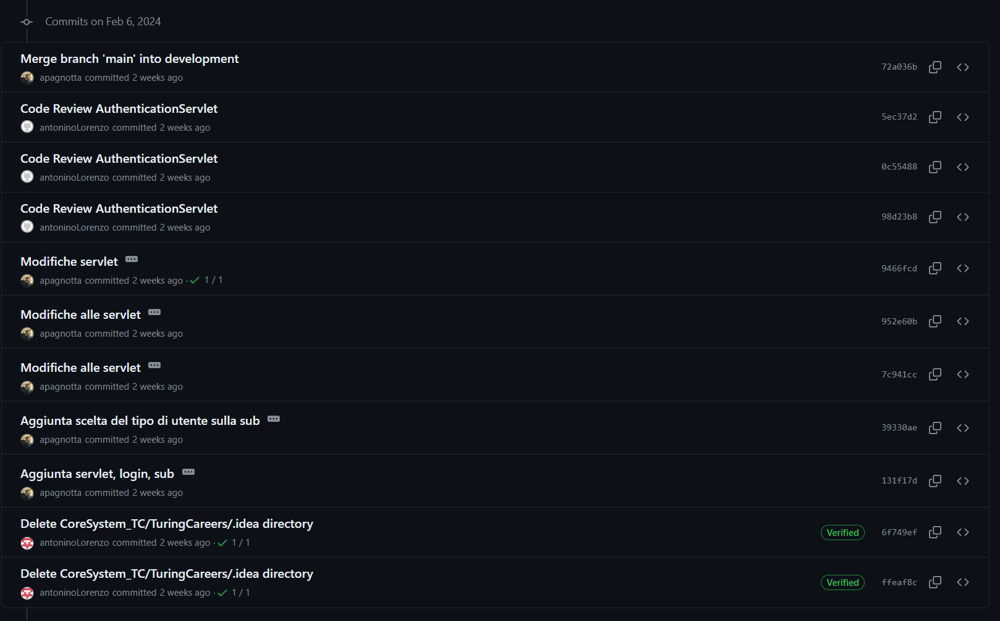 Commits on Feb 6, 2024
Merge branch 'main' into development
apagnotta committed 2 weeks ago
72a036b
Code Review AuthenticationServlet
antoninoLorenzo committed 2 weeks ago
5ec37d2
Code Review AuthenticationServlet
antoninoLorenzo committed 2 weeks ago
0c55488
Code Review AuthenticationServlet
antoninoLorenzo committed 2 weeks ago
98d23b8
Modifiche servlet
apagnotta committed 2 weeks ago · 1 / 1
9466fcd
Modifiche alle servlet
apagnotta committed 2 weeks ago
952e60b
Modifiche alle servlet
apagnotta committed 2 weeks ago
7c941cc
Aggiunta scelta del tipo di utente sulla sub
apagnotta committed 2 weeks ago
39330ae
Aggiunta servlet, login, sub
apagnotta committed 2 weeks ago
131f17d
Delete CoreSystem_TC/TuringCareers/.idea directory
antoninoLorenzo committed 2 weeks ago · 1 / 1
Verified 6f749ef
Delete CoreSystem_TC/TuringCareers/.idea directory
antoninoLorenzo committed 2 weeks ago · 1 / 1
Verified ffeaf8c